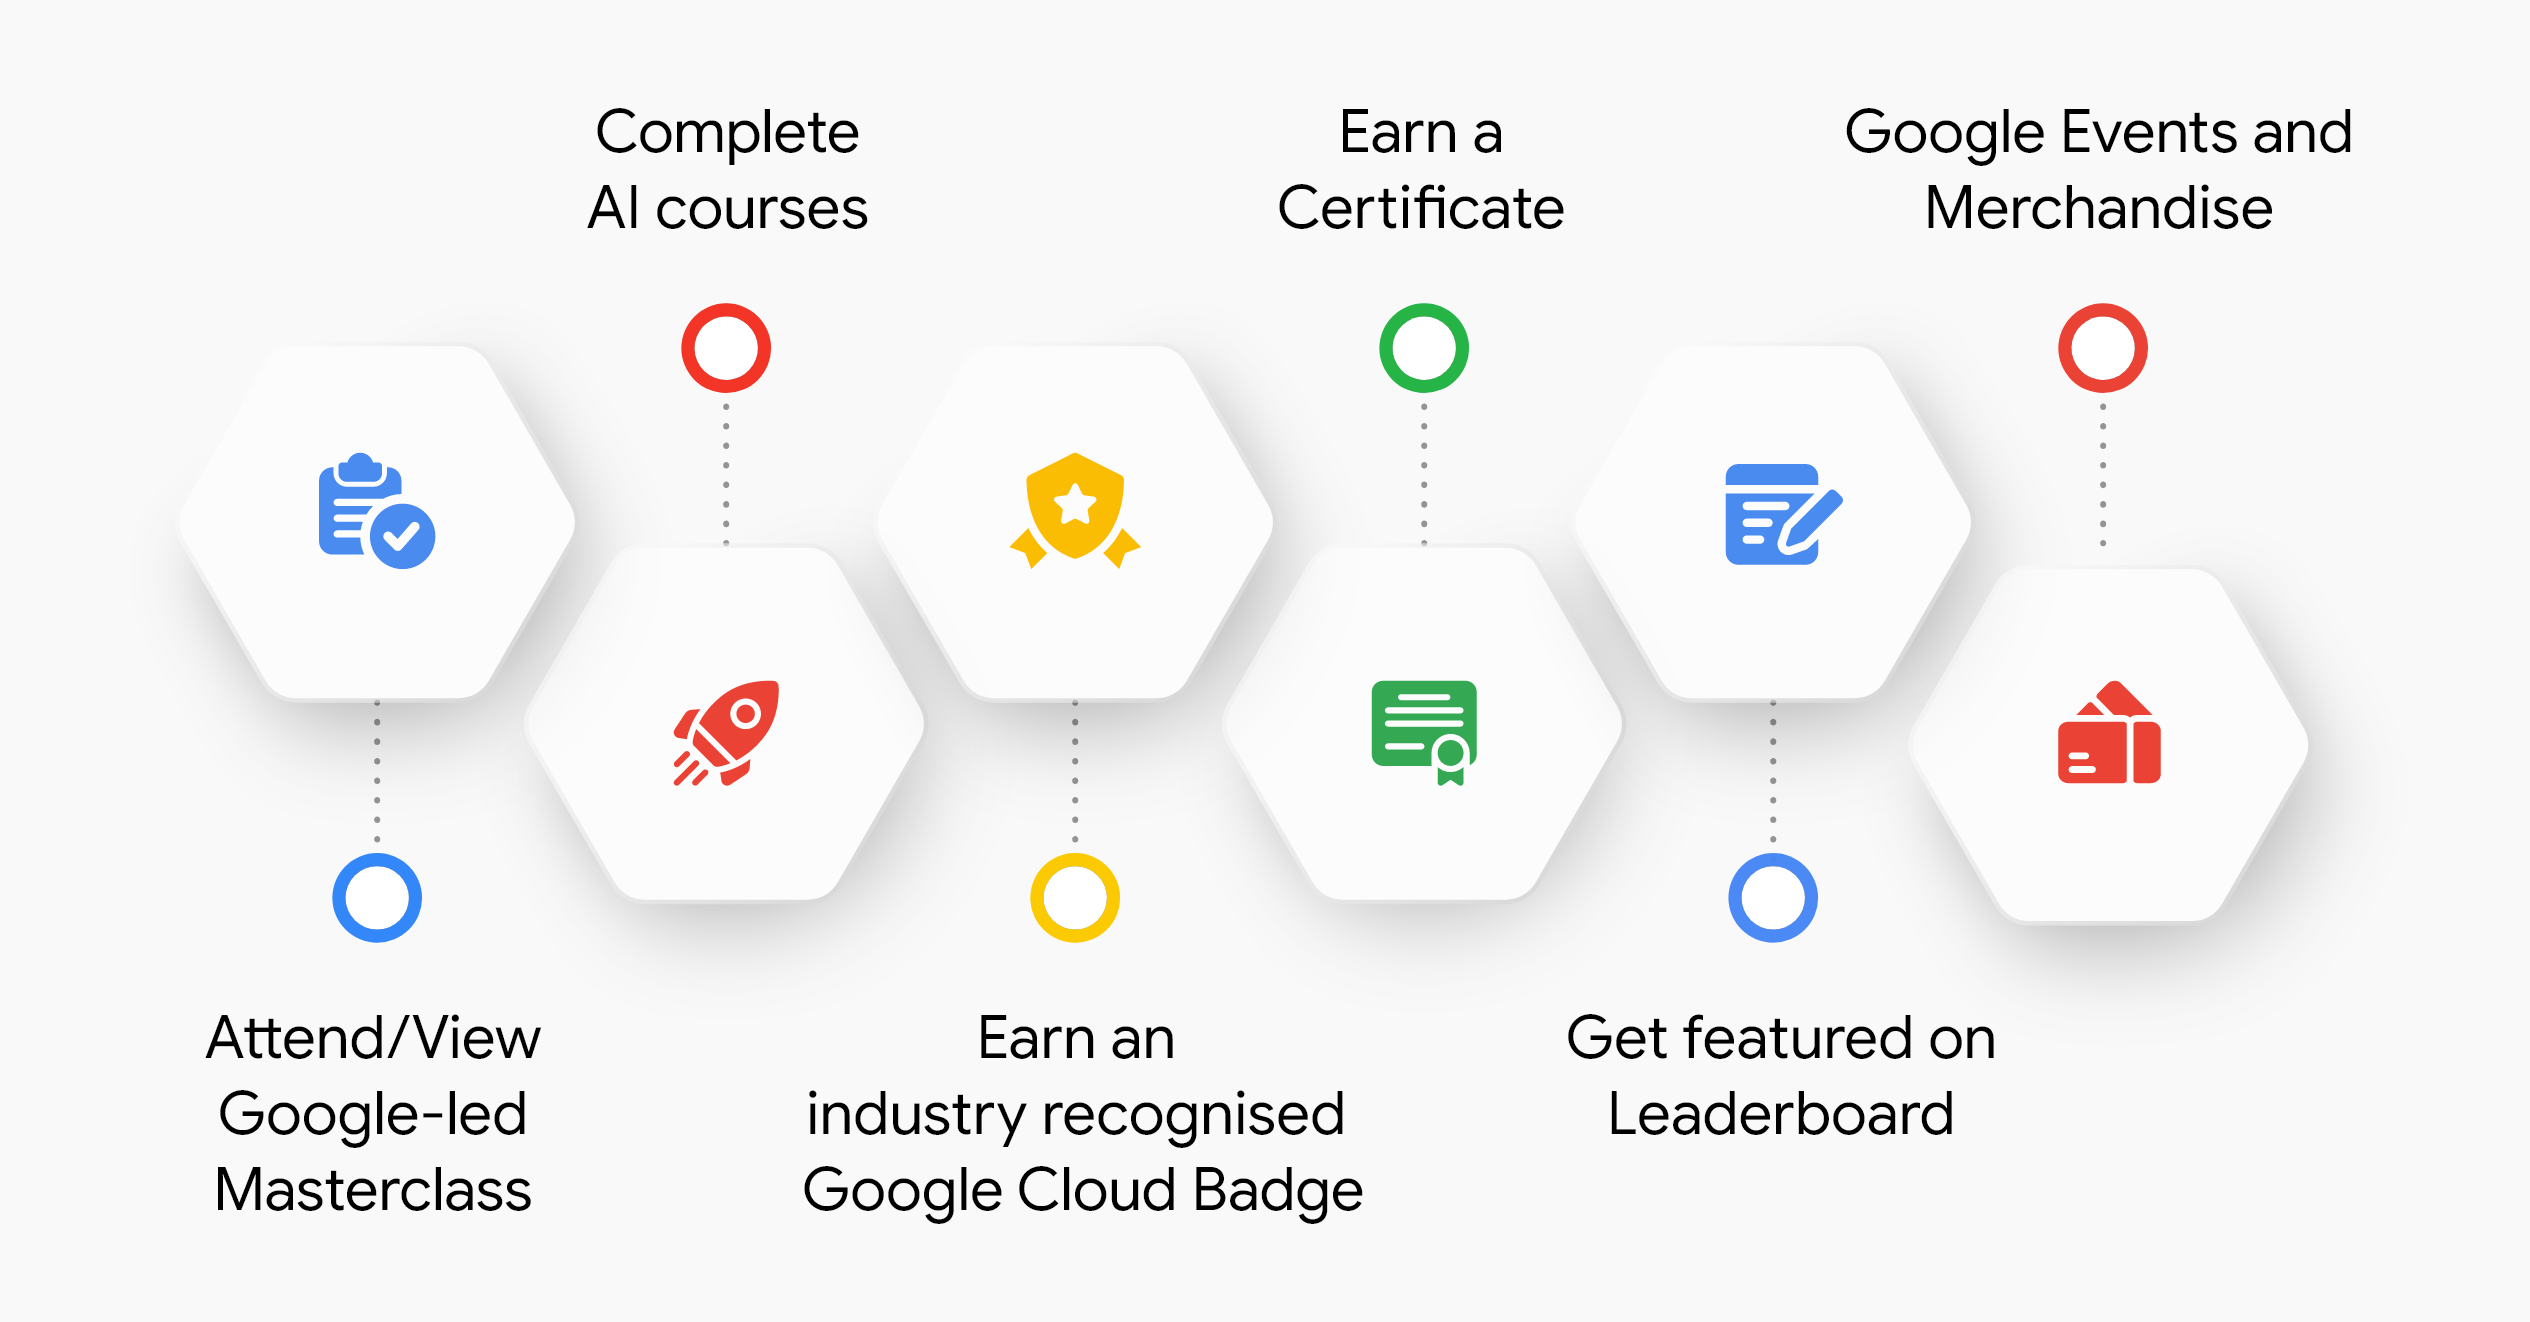 Complete
AI courses
Earn a
Certificate
Google Events and
Merchandise
Attend/View
Google-led
Masterclass
Earn an
industry recognised
Google Cloud Badge
Get featured on
Leaderboard